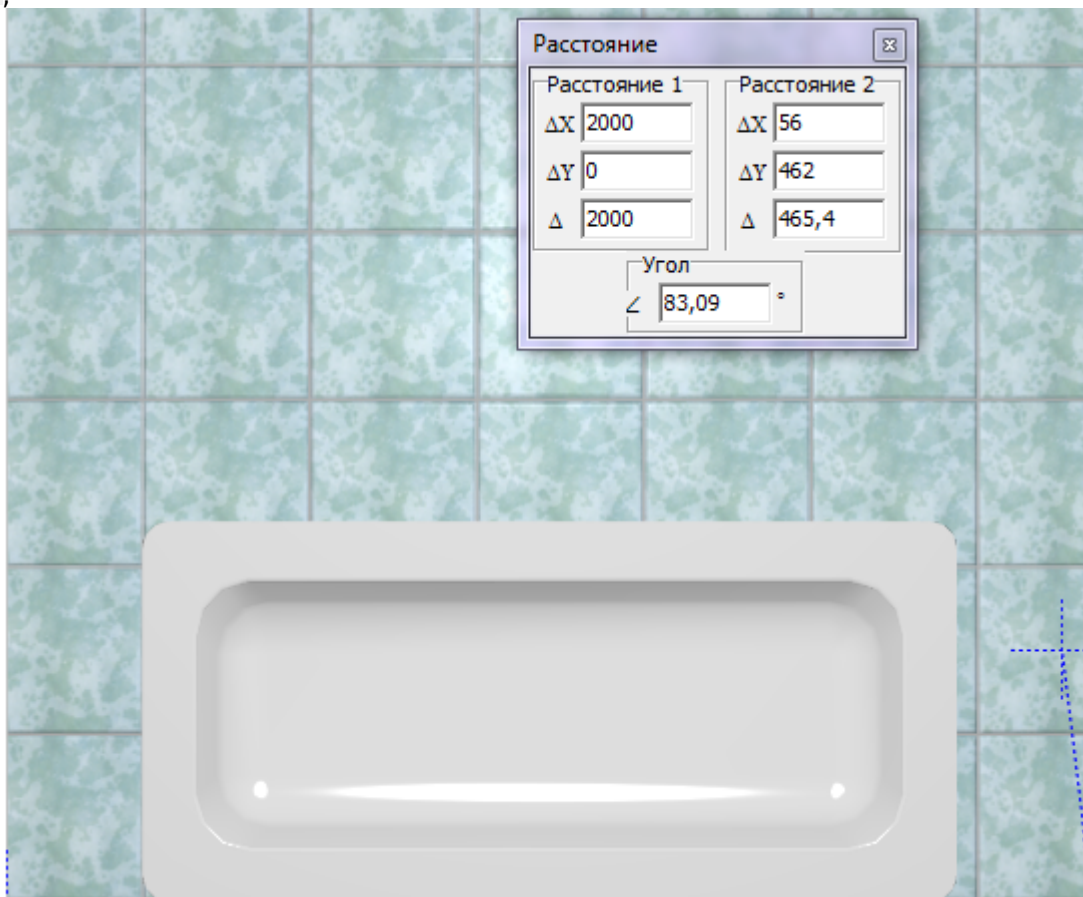 ,
Расстояние
Расстояние 1
ΔX 2000
ΔY 0
Δ 2000
Расстояние 2
ΔX 56
ΔY 462
Δ 465,4
Угол
∠ 83,09 °